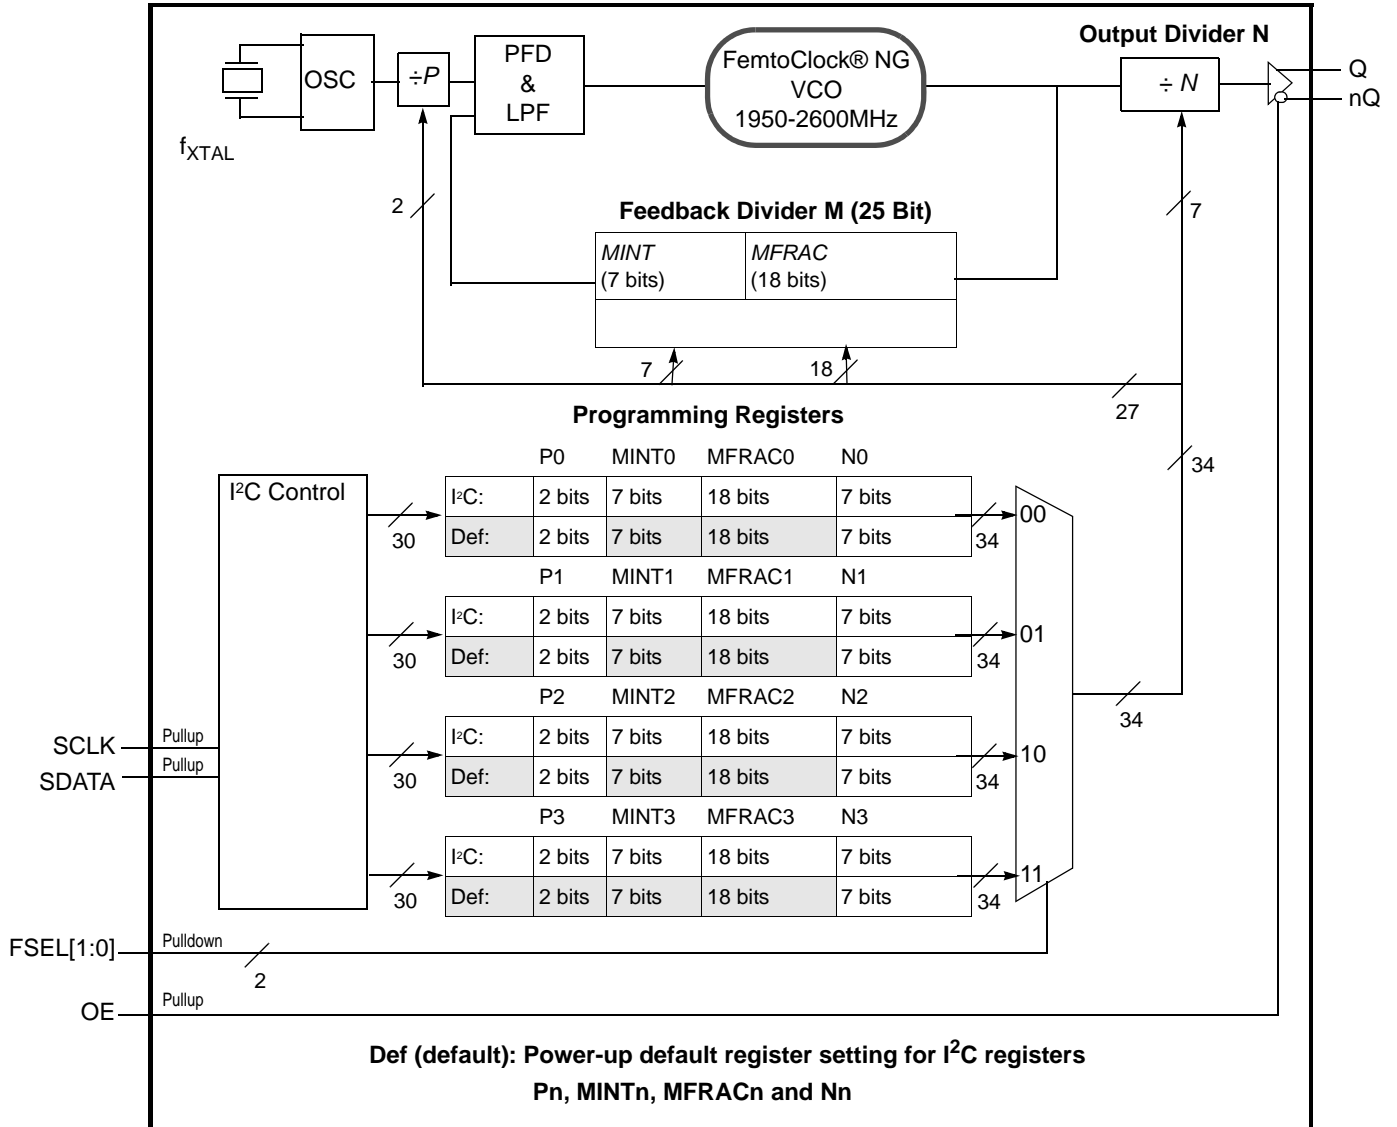 Output Divider N
OSC
÷P
PFD
&
LPF
FemtoClock® NG
VCO
1950-2600MHz
÷ N
Q
nQ
fXTAL
2
7
Feedback Divider M (25 Bit)
MINT
(7 bits)
MFRAC
(18 bits)
7
18
27
34
Programming Registers
I²C Control
P0 MINT0 MFRAC0 N0
I²C: 2 bits 7 bits 18 bits 7 bits
Def: 2 bits 7 bits 18 bits 7 bits
30
34
00
P1 MINT1 MFRAC1 N1
I²C: 2 bits 7 bits 18 bits 7 bits
Def: 2 bits 7 bits 18 bits 7 bits
30
34
01
P2 MINT2 MFRAC2 N2
I²C: 2 bits 7 bits 18 bits 7 bits
Def: 2 bits 7 bits 18 bits 7 bits
30
34
10
34
P3 MINT3 MFRAC3 N3
I²C: 2 bits 7 bits 18 bits 7 bits
Def: 2 bits 7 bits 18 bits 7 bits
30
34
11
SCLK Pullup
SDATA Pullup
FSEL[1:0] Pulldown
2
OE Pullup
Def (default): Power-up default register setting for I²C registers
Pn, MINTn, MFRACn and Nn